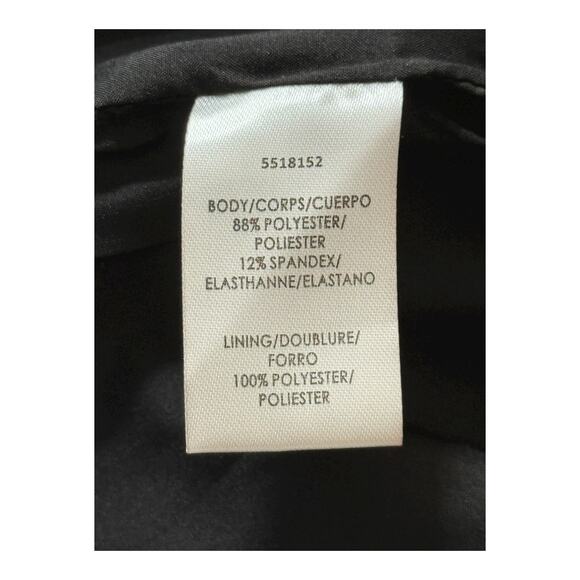 5518152
BODY/CORPS/CUERPO
88% POLYESTER/
POLIESTER
12% SPANDEX/
ELASTHANNE/ELASTANO
LINING/DOUBLURE/
FORRO
100% POLYESTER/
POLIESTER